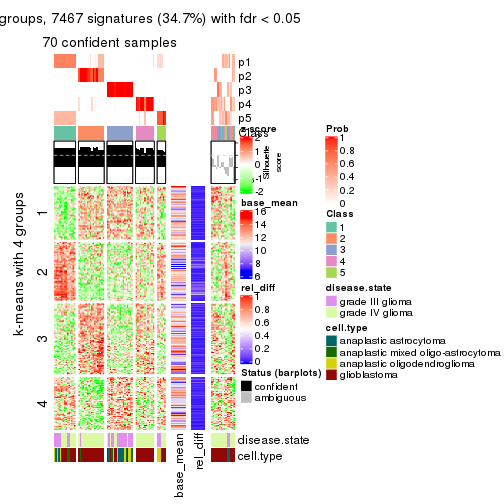 groups, 7467 signatures (34.7%) with fdr < 0.05
70 confident samples
p1
p2
p3
p4
p5
Class
Silhouette
score
1
2
3
4
k-means with 4 groups
disease.state
cell.type
base_mean
rel_diff
z-score
2
1
0
-1
-2
base_mean
16
14
12
10
8
6
rel_diff
1
0.8
0.6
0.4
0.2
0
Status (barplots)
confident
ambiguous
Prob
1
0.8
0.6
0.4
0.2
0
Class
1
2
3
4
5
disease.state
grade III glioma
grade IV glioma
cell.type
anaplastic astrocytoma
anaplastic mixed oligo-astrocytoma
anaplastic oligodendroglioma
glioblastoma